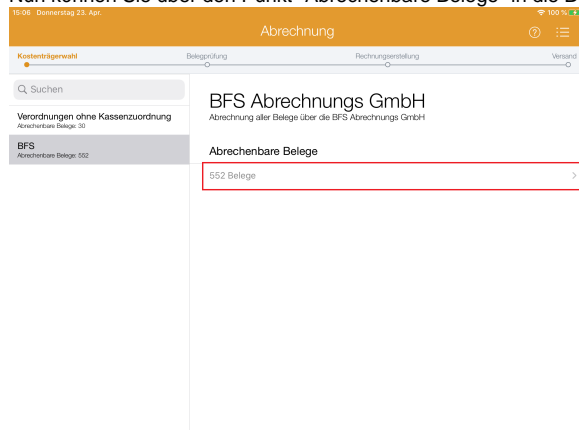 Nun können Sie über den Punkt "Abrechenbare Belege" in die D
15:06 Donnerstag 23. Apr.
100 %
Abrechnung
Kostenträgerwahl
Belegprüfung
Rechnungserstellung
Versand
Suchen
Verordnungen ohne Kassenzuordnung
Abrechenbare Belege: 30
BFS
Abrechenbare Belege: 552
BFS Abrechnungs GmbH
Abrechnung aller Belege über die BFS Abrechnungs GmbH
Abrechenbare Belege
552 Belege